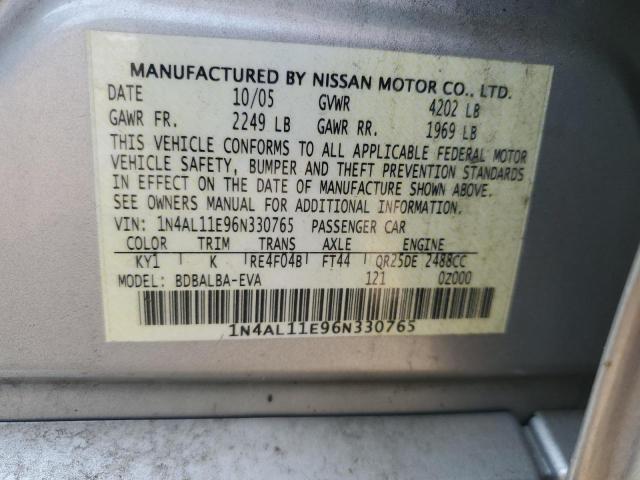 MANUFACTURED BY NISSAN MOTOR CO., LTD.
DATE 10/05 GVWR 4202 LB
GAWR FR. 2249 LB GAWR RR. 1969 LB
THIS VEHICLE CONFORMS TO ALL APPLICABLE FEDERAL MOTOR
VEHICLE SAFETY, BUMPER AND THEFT PREVENTION STANDARDS
IN EFFECT ON THE DATE OF MANUFACTURE SHOWN ABOVE.
SEE OWNERS MANUAL FOR ADDITIONAL INFORMATION.
VIN: 1N4AL11E96N330765 PASSENGER CAR
COLOR TRIM TRANS AXLE ENGINE
KY1 K RE4F04B FT44 QR25DE 2488CC
MODEL: BDBALBA-EVA 121 0Z000
1N4AL11E96N330765